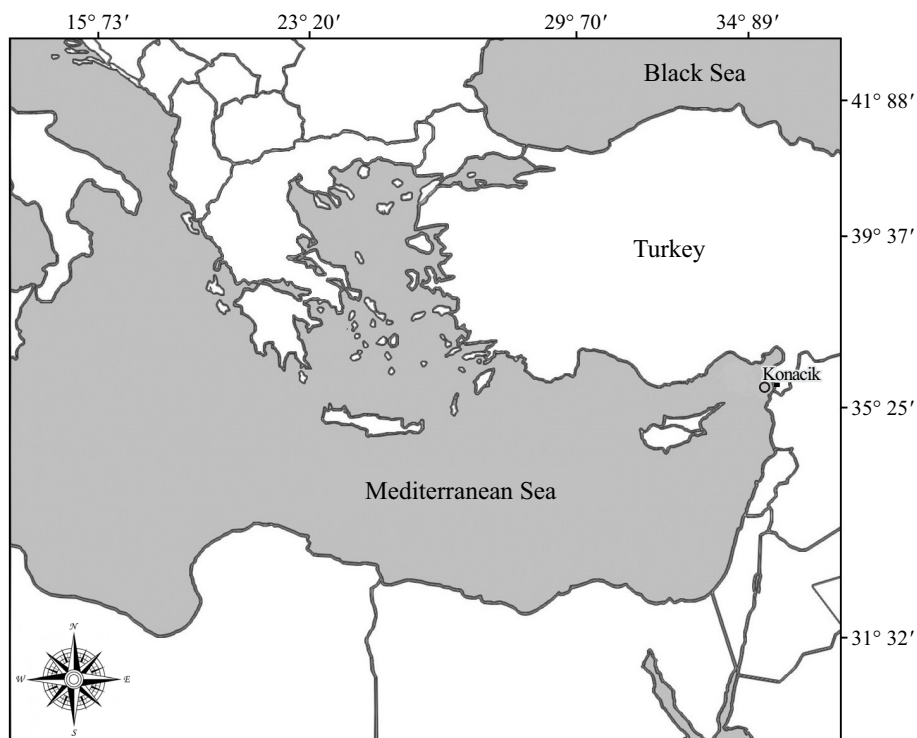 15° 73′ 23° 20′ 29° 70′ 34° 89′
Black Sea
41° 88′
39° 37′
Turkey
Konacik
35° 25′
Mediterranean Sea
31° 32′
N
W E
S